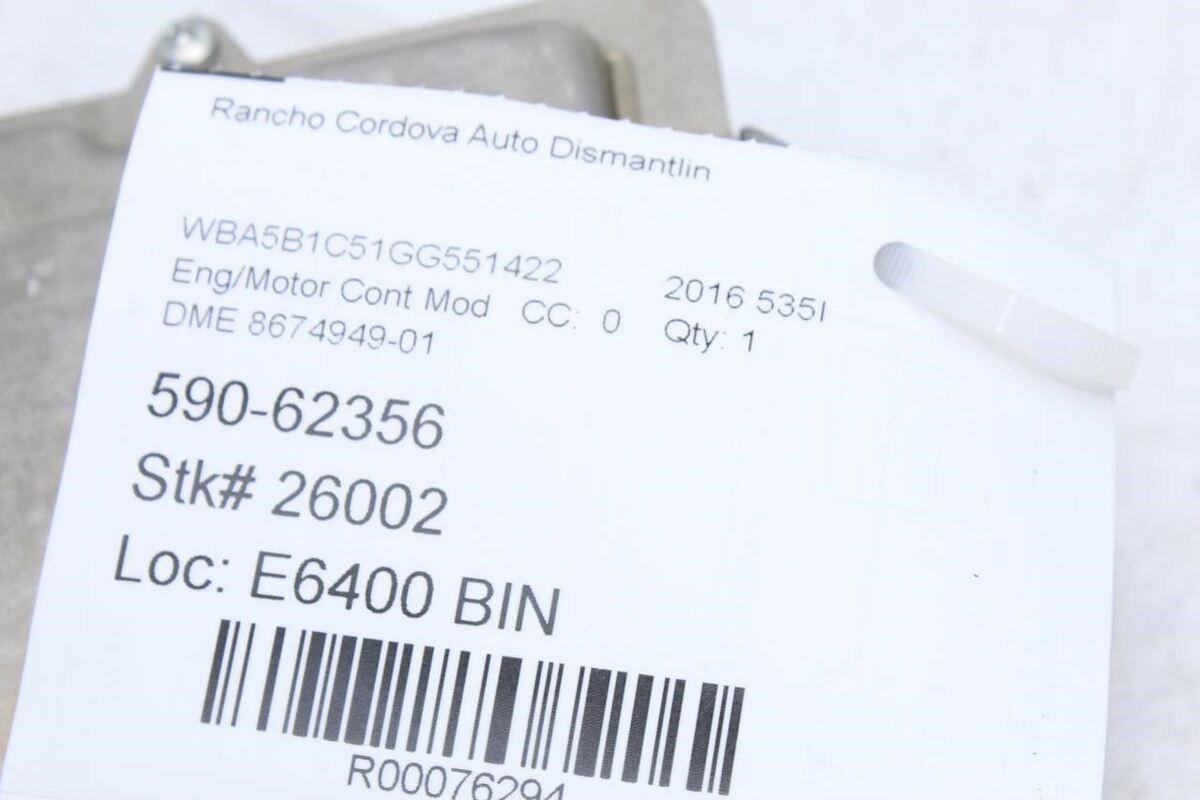 Rancho Cordova Auto Dismantlin
WBA5B1C51GG551422 2016 535I
Eng/Motor Cont Mod CC: 0 Qty: 1
DME 8674949-01
590-62356
Stk# 26002
Loc: E6400 BIN
R00076294